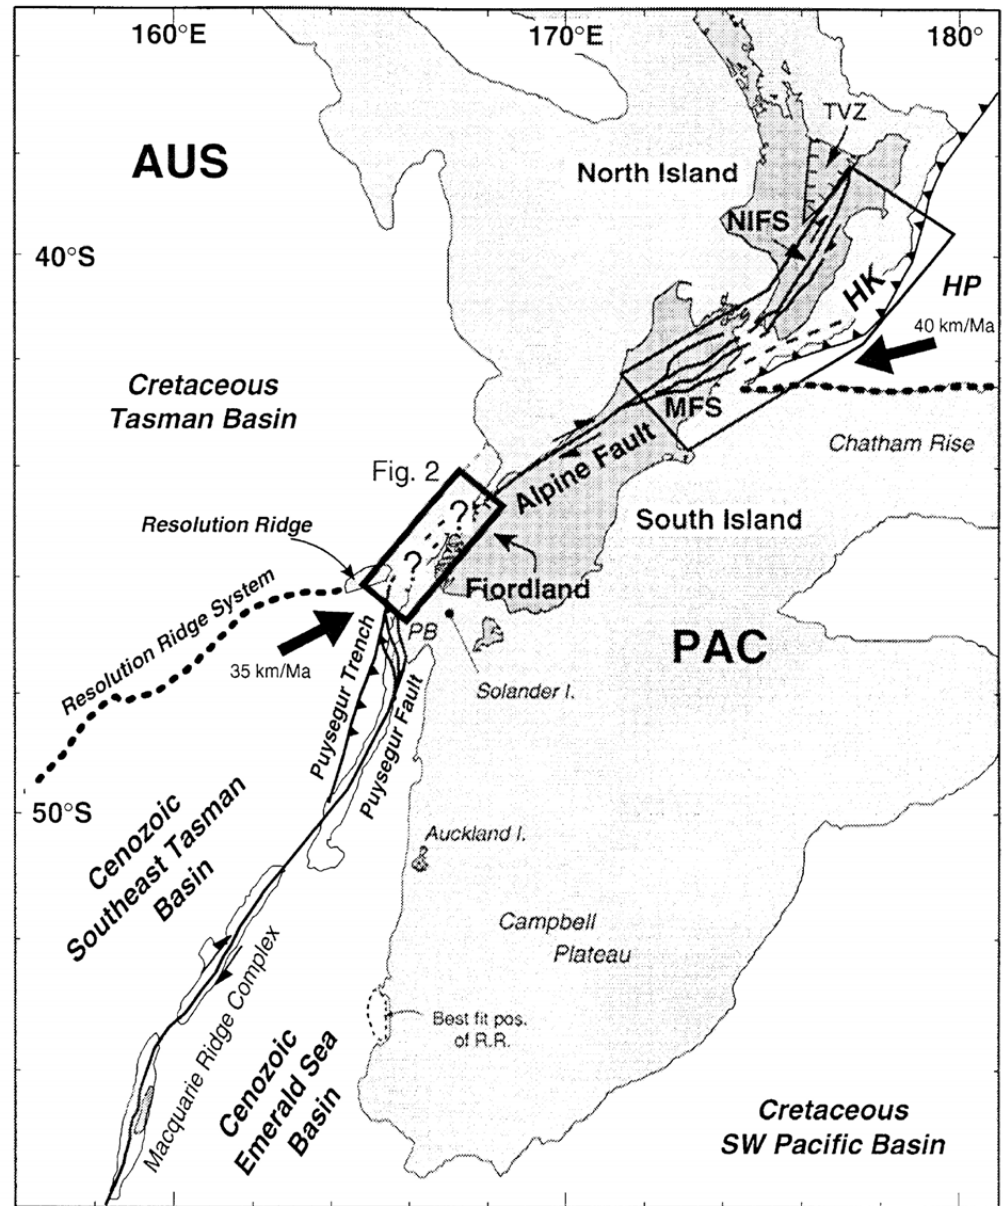 160°E
170°E
180°
AUS
TVZ
North Island
NIFS
40°S
HK
HP
40 km/Ma
Cretaceous
Tasman Basin
MFS
Chatham Rise
Fig. 2
Alpine Fault
?
?
South Island
Resolution Ridge
Fiordland
Resolution Ridge System
35 km/Ma
PB
PAC
Solander I.
Puysegur Trench
Puysegur Fault
50°S
Cenozoic
Southeast Tasman
Basin
Auckland I.
Campbell
Plateau
Macquarie Ridge Complex
Best fit pos.
of R.R.
Cenozoic
Emerald Sea
Basin
Cretaceous
SW Pacific Basin